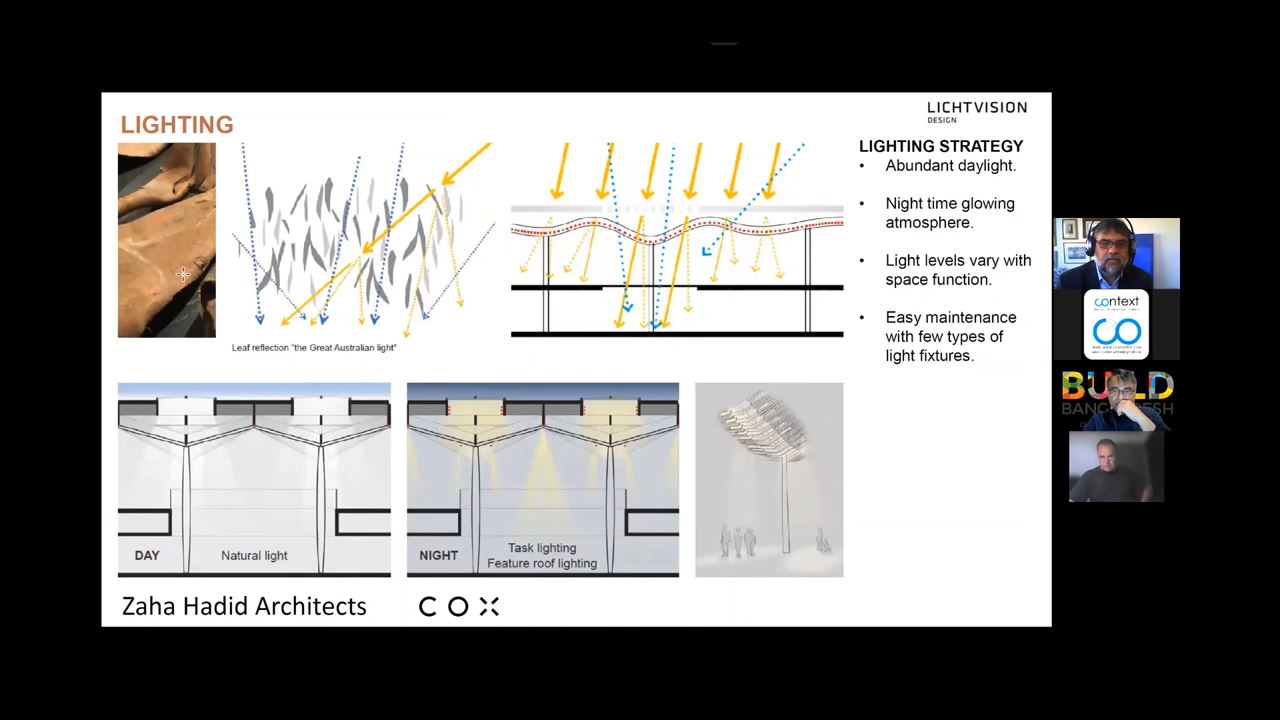 LIGHTING
LICHTVISION
DESIGN
LIGHTING STRATEGY
• Abundant daylight.
• Night time glowing
atmosphere.
• Light levels vary with
space function.
• Easy maintenance
with few types of
light fixtures.
Leaf reflection "the Great Australian light"
DAY
Natural light
NIGHT
Task lighting
Feature roof lighting
Zaha Hadid Architects
COX
context
BUILD
BANGLADESH